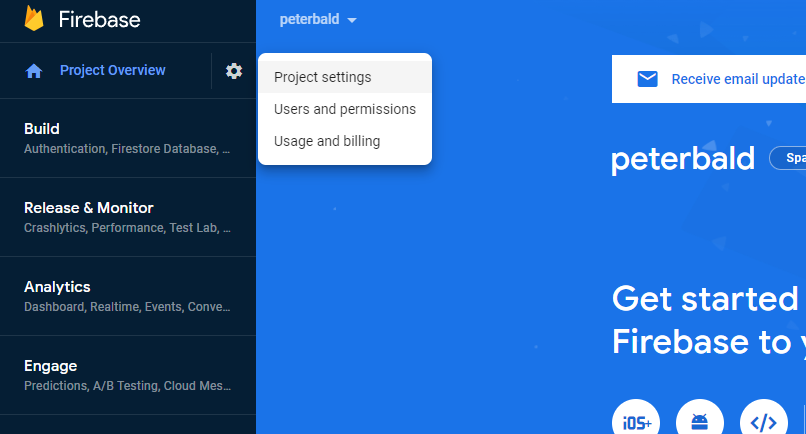 Firebase
peterbald
Project Overview
Project settings
Users and permissions
Usage and billing
Receive email update
Build
Authentication, Firestore Database, ...
peterbald
Spa
Release & Monitor
Crashlytics, Performance, Test Lab, ...
Analytics
Dashboard, Realtime, Events, Conve...
Get started
Firebase to y
Engage
Predictions, A/B Testing, Cloud Mes...
iOS+